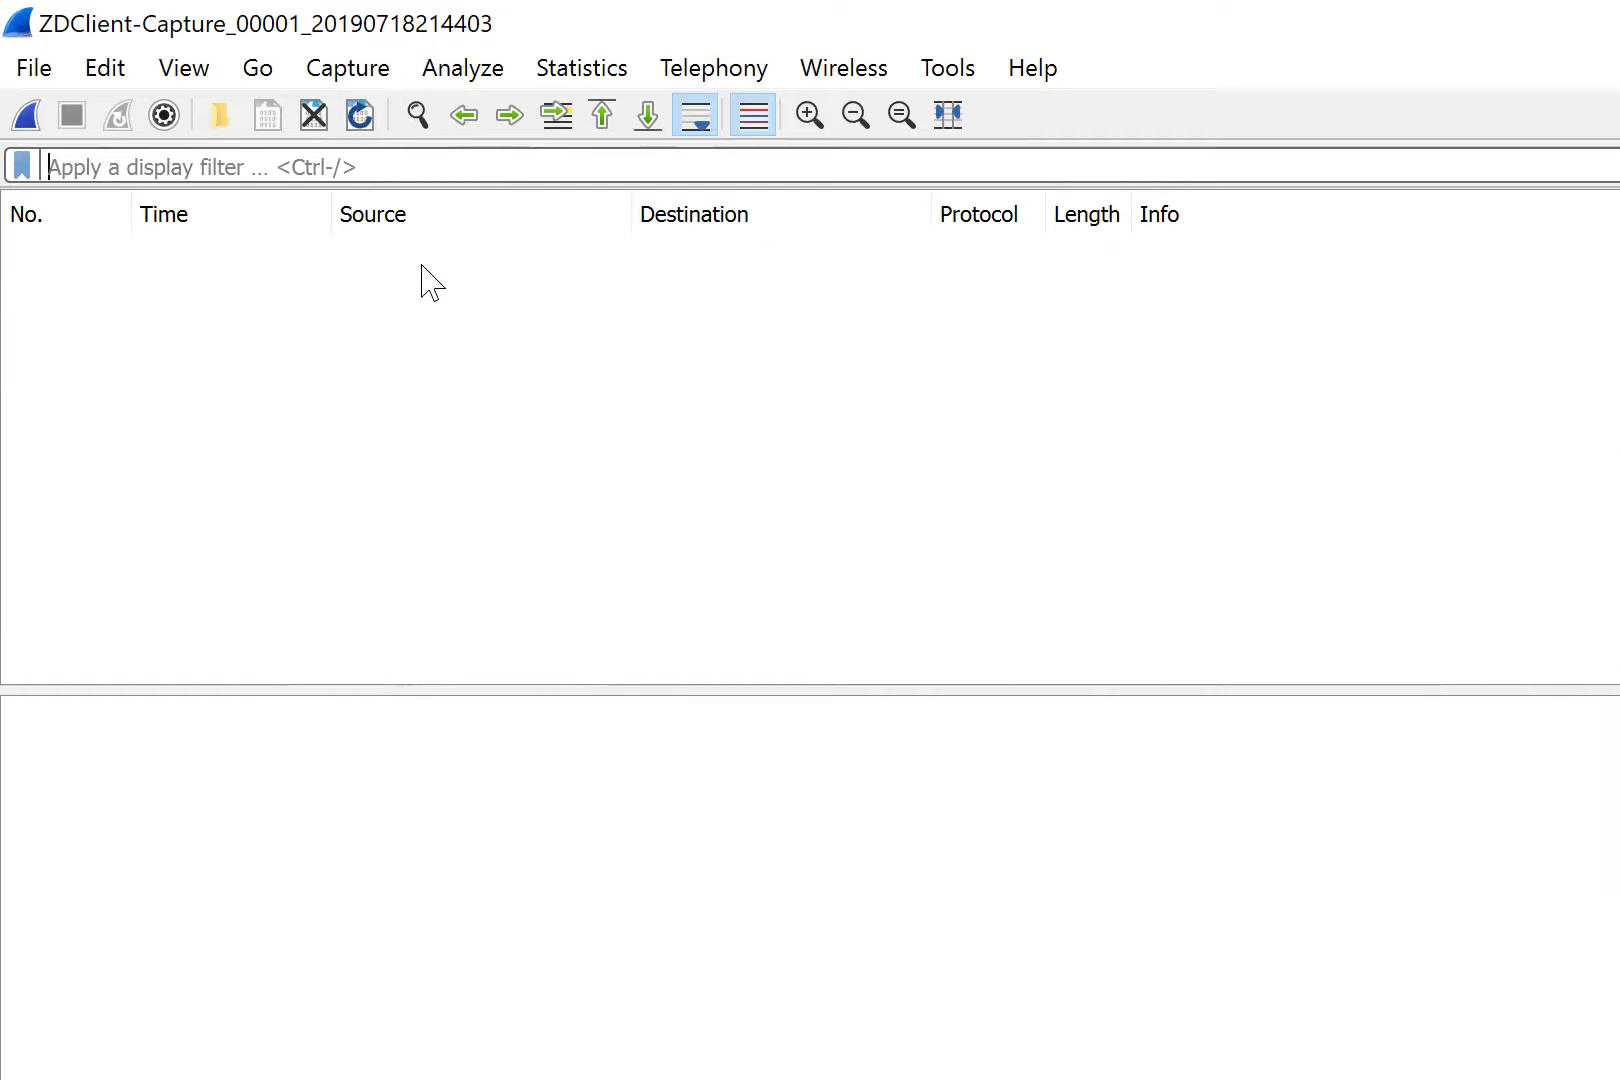 ZDClient-Capture_00001_20190718214403
File Edit View Go Capture Analyze Statistics Telephony Wireless Tools Help
Apply a display filter ... <Ctrl-/>
No. Time Source Destination Protocol Length Info